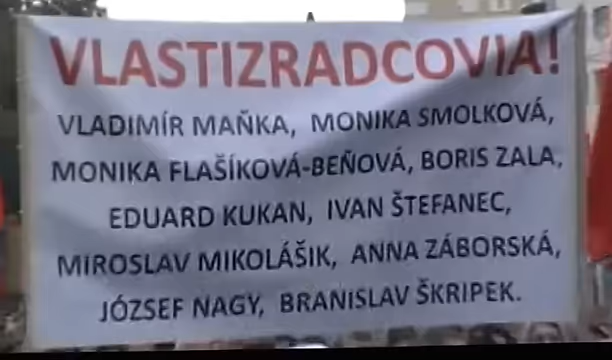 VLASTIZRADCOVIA!
VLADIMÍR MAŇKA, MONIKA SMOLKOVÁ,
MONIKA FLAŠÍKOVÁ-BEŇOVÁ, BORIS ZALA,
EDUARD KUKAN, IVAN ŠTEFANEC,
MIROSLAV MIKOLÁŠIK, ANNA ZÁBORSKÁ,
JÓZSEF NAGY, BRANISLAV ŠKRIPEK.